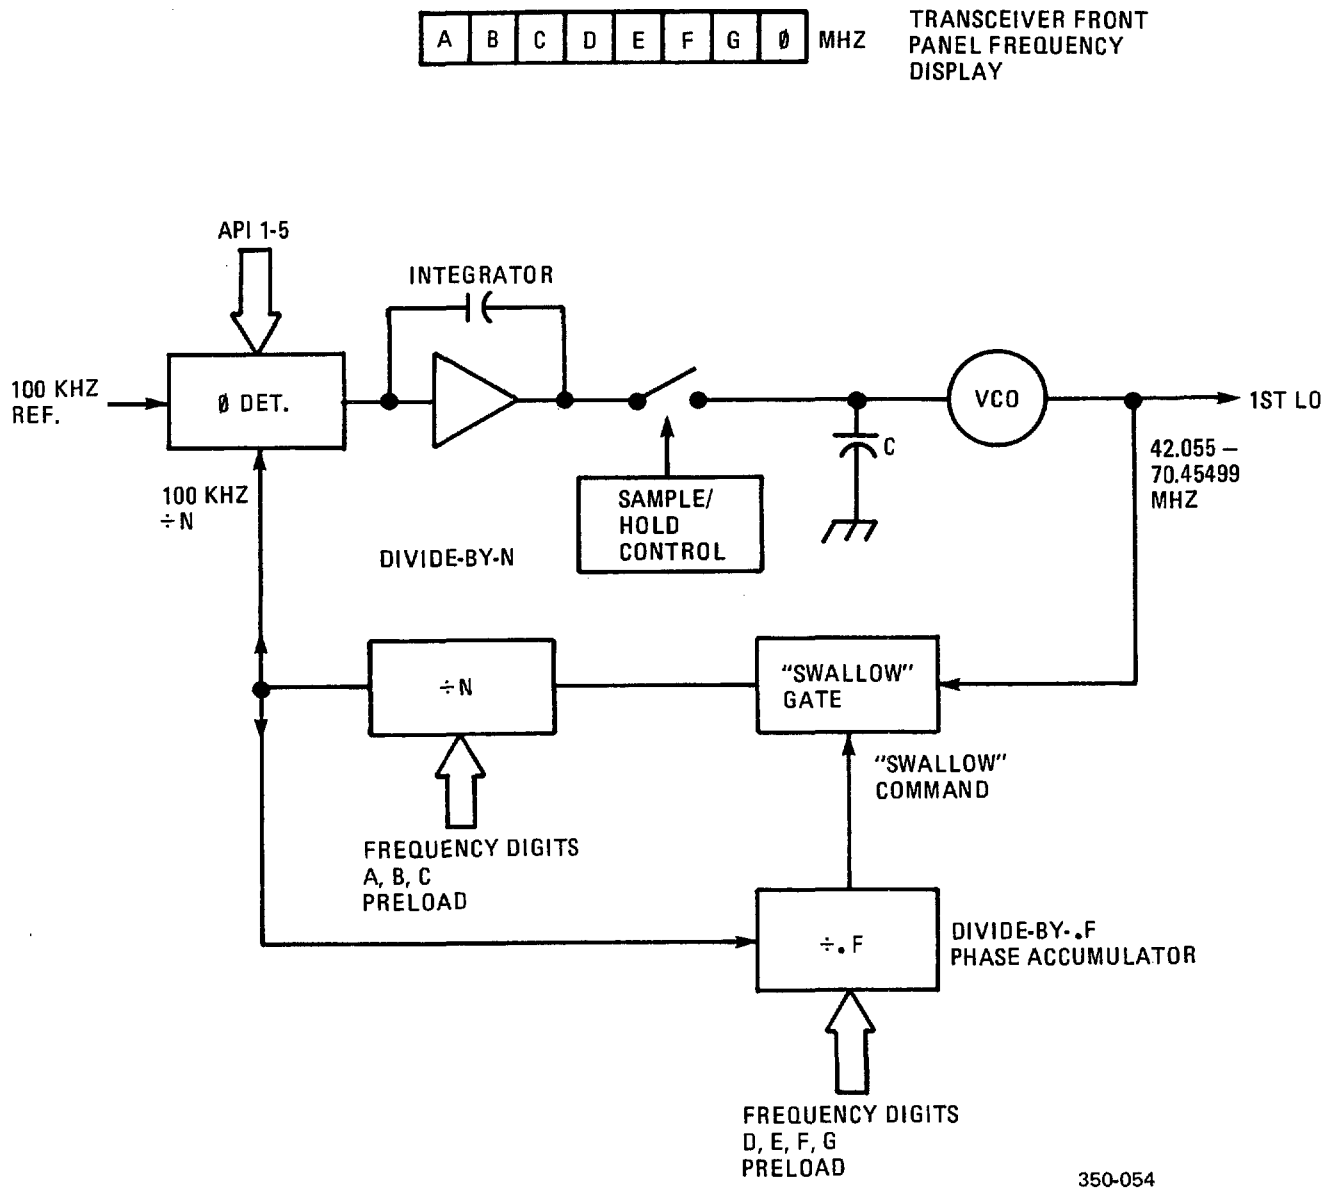 A B C D E F G Ø MHZ
TRANSCEIVER FRONT
PANEL FREQUENCY
DISPLAY
API 1-5
INTEGRATOR
100 KHZ
REF.
Ø DET.
VCO
1ST LO
42.055 –
70.45499
MHZ
C
100 KHZ
÷N
SAMPLE/
HOLD
CONTROL
DIVIDE-BY-N
÷N
"SWALLOW"
GATE
"SWALLOW"
COMMAND
FREQUENCY DIGITS
A, B, C
PRELOAD
÷.F
DIVIDE-BY-.F
PHASE ACCUMULATOR
FREQUENCY DIGITS
D, E, F, G
PRELOAD
350-054